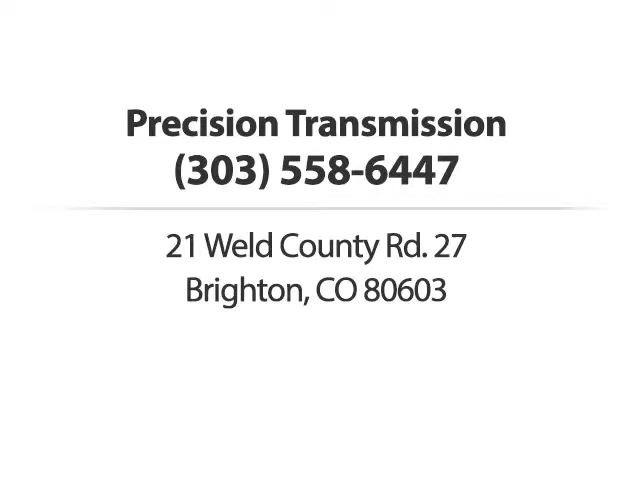 Precision Transmission
(303) 558-6447
21 Weld County Rd. 27
Brighton, CO 80603